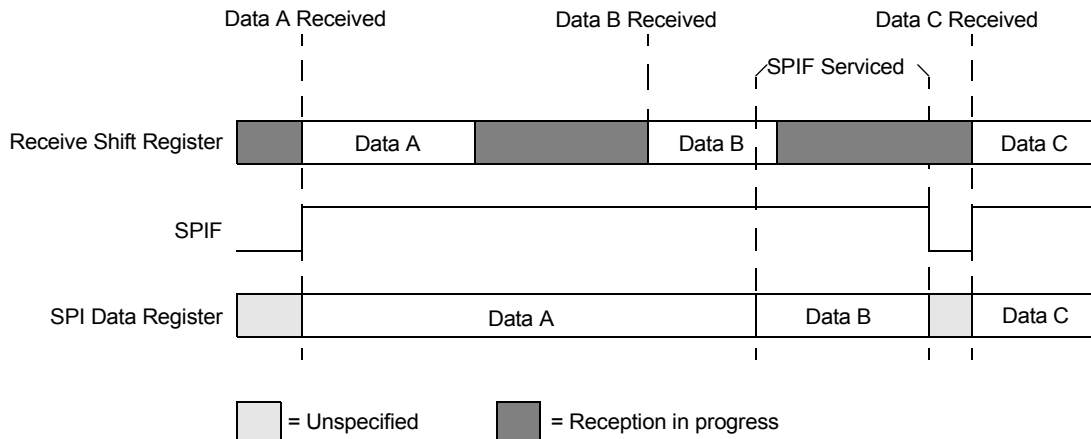 Data A Received
Data B Received
Data C Received
SPIF Serviced
Receive Shift Register
Data A
Data B
Data C
SPIF
SPI Data Register
Data A
Data B
Data C
= Unspecified
= Reception in progress